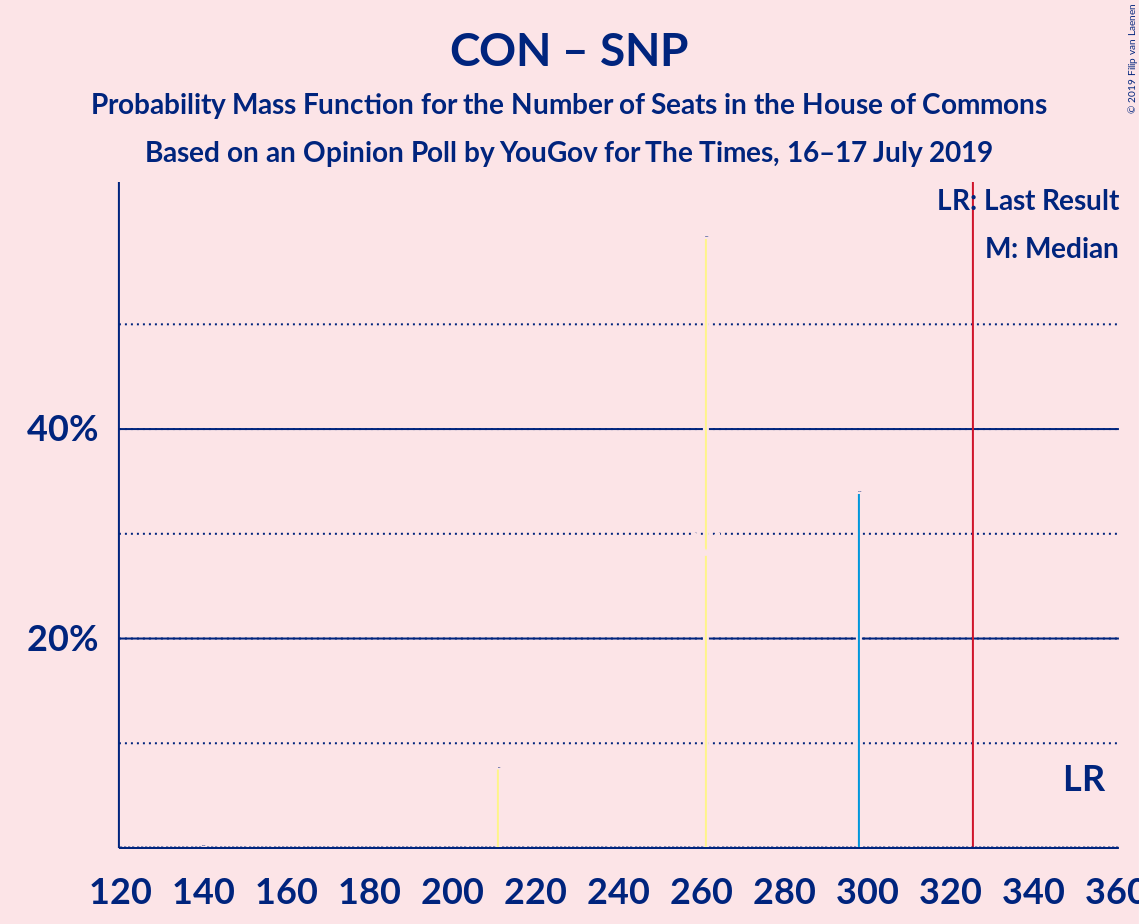 CON – SNP
Probability Mass Function for the Number of Seats in the House of Commons
Based on an Opinion Poll by YouGov for The Times, 16–17 July 2019
© 2019 Filip van Laenen
LR: Last Result
M: Median
40%
20%
LR
120 140 160 180 200 220 240 260 280 300 320 340 360